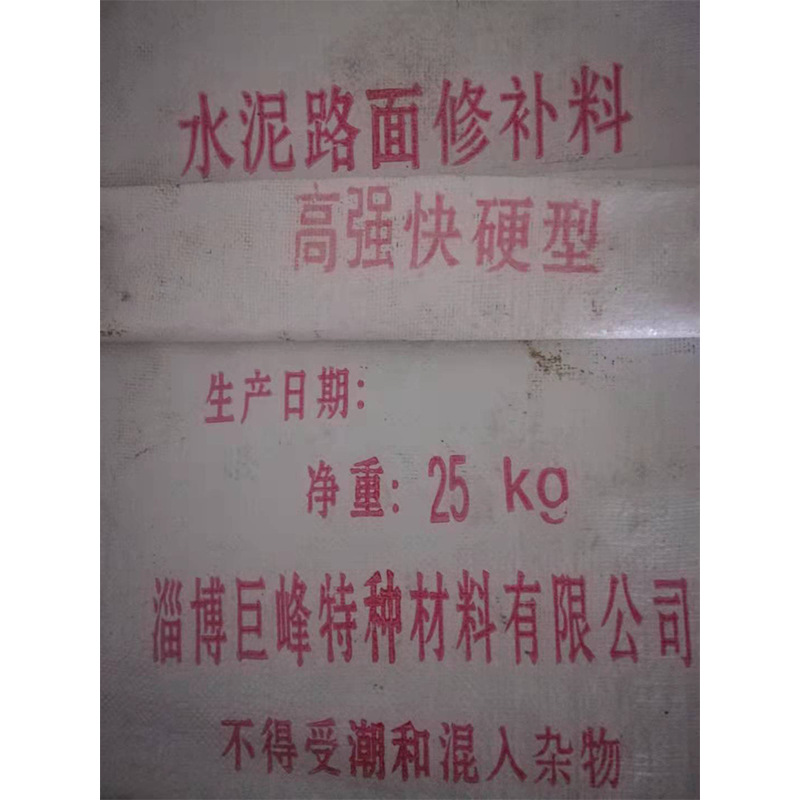 水泥路面修补料
高强快硬型
生产日期:
净重: 25 kg
淄博巨峰特种材料有限公司
不得受潮和混入杂物